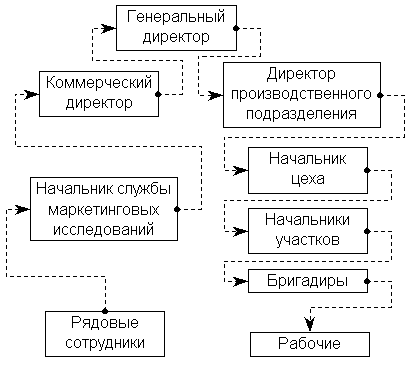 Генеральный
директор
Коммерческий
директор
Директор
производственного
подразделения
Начальник
цеха
Начальник службы
маркетинговых
исследований
Начальники
участков
Бригадиры
Рядовые
сотрудники
Рабочие